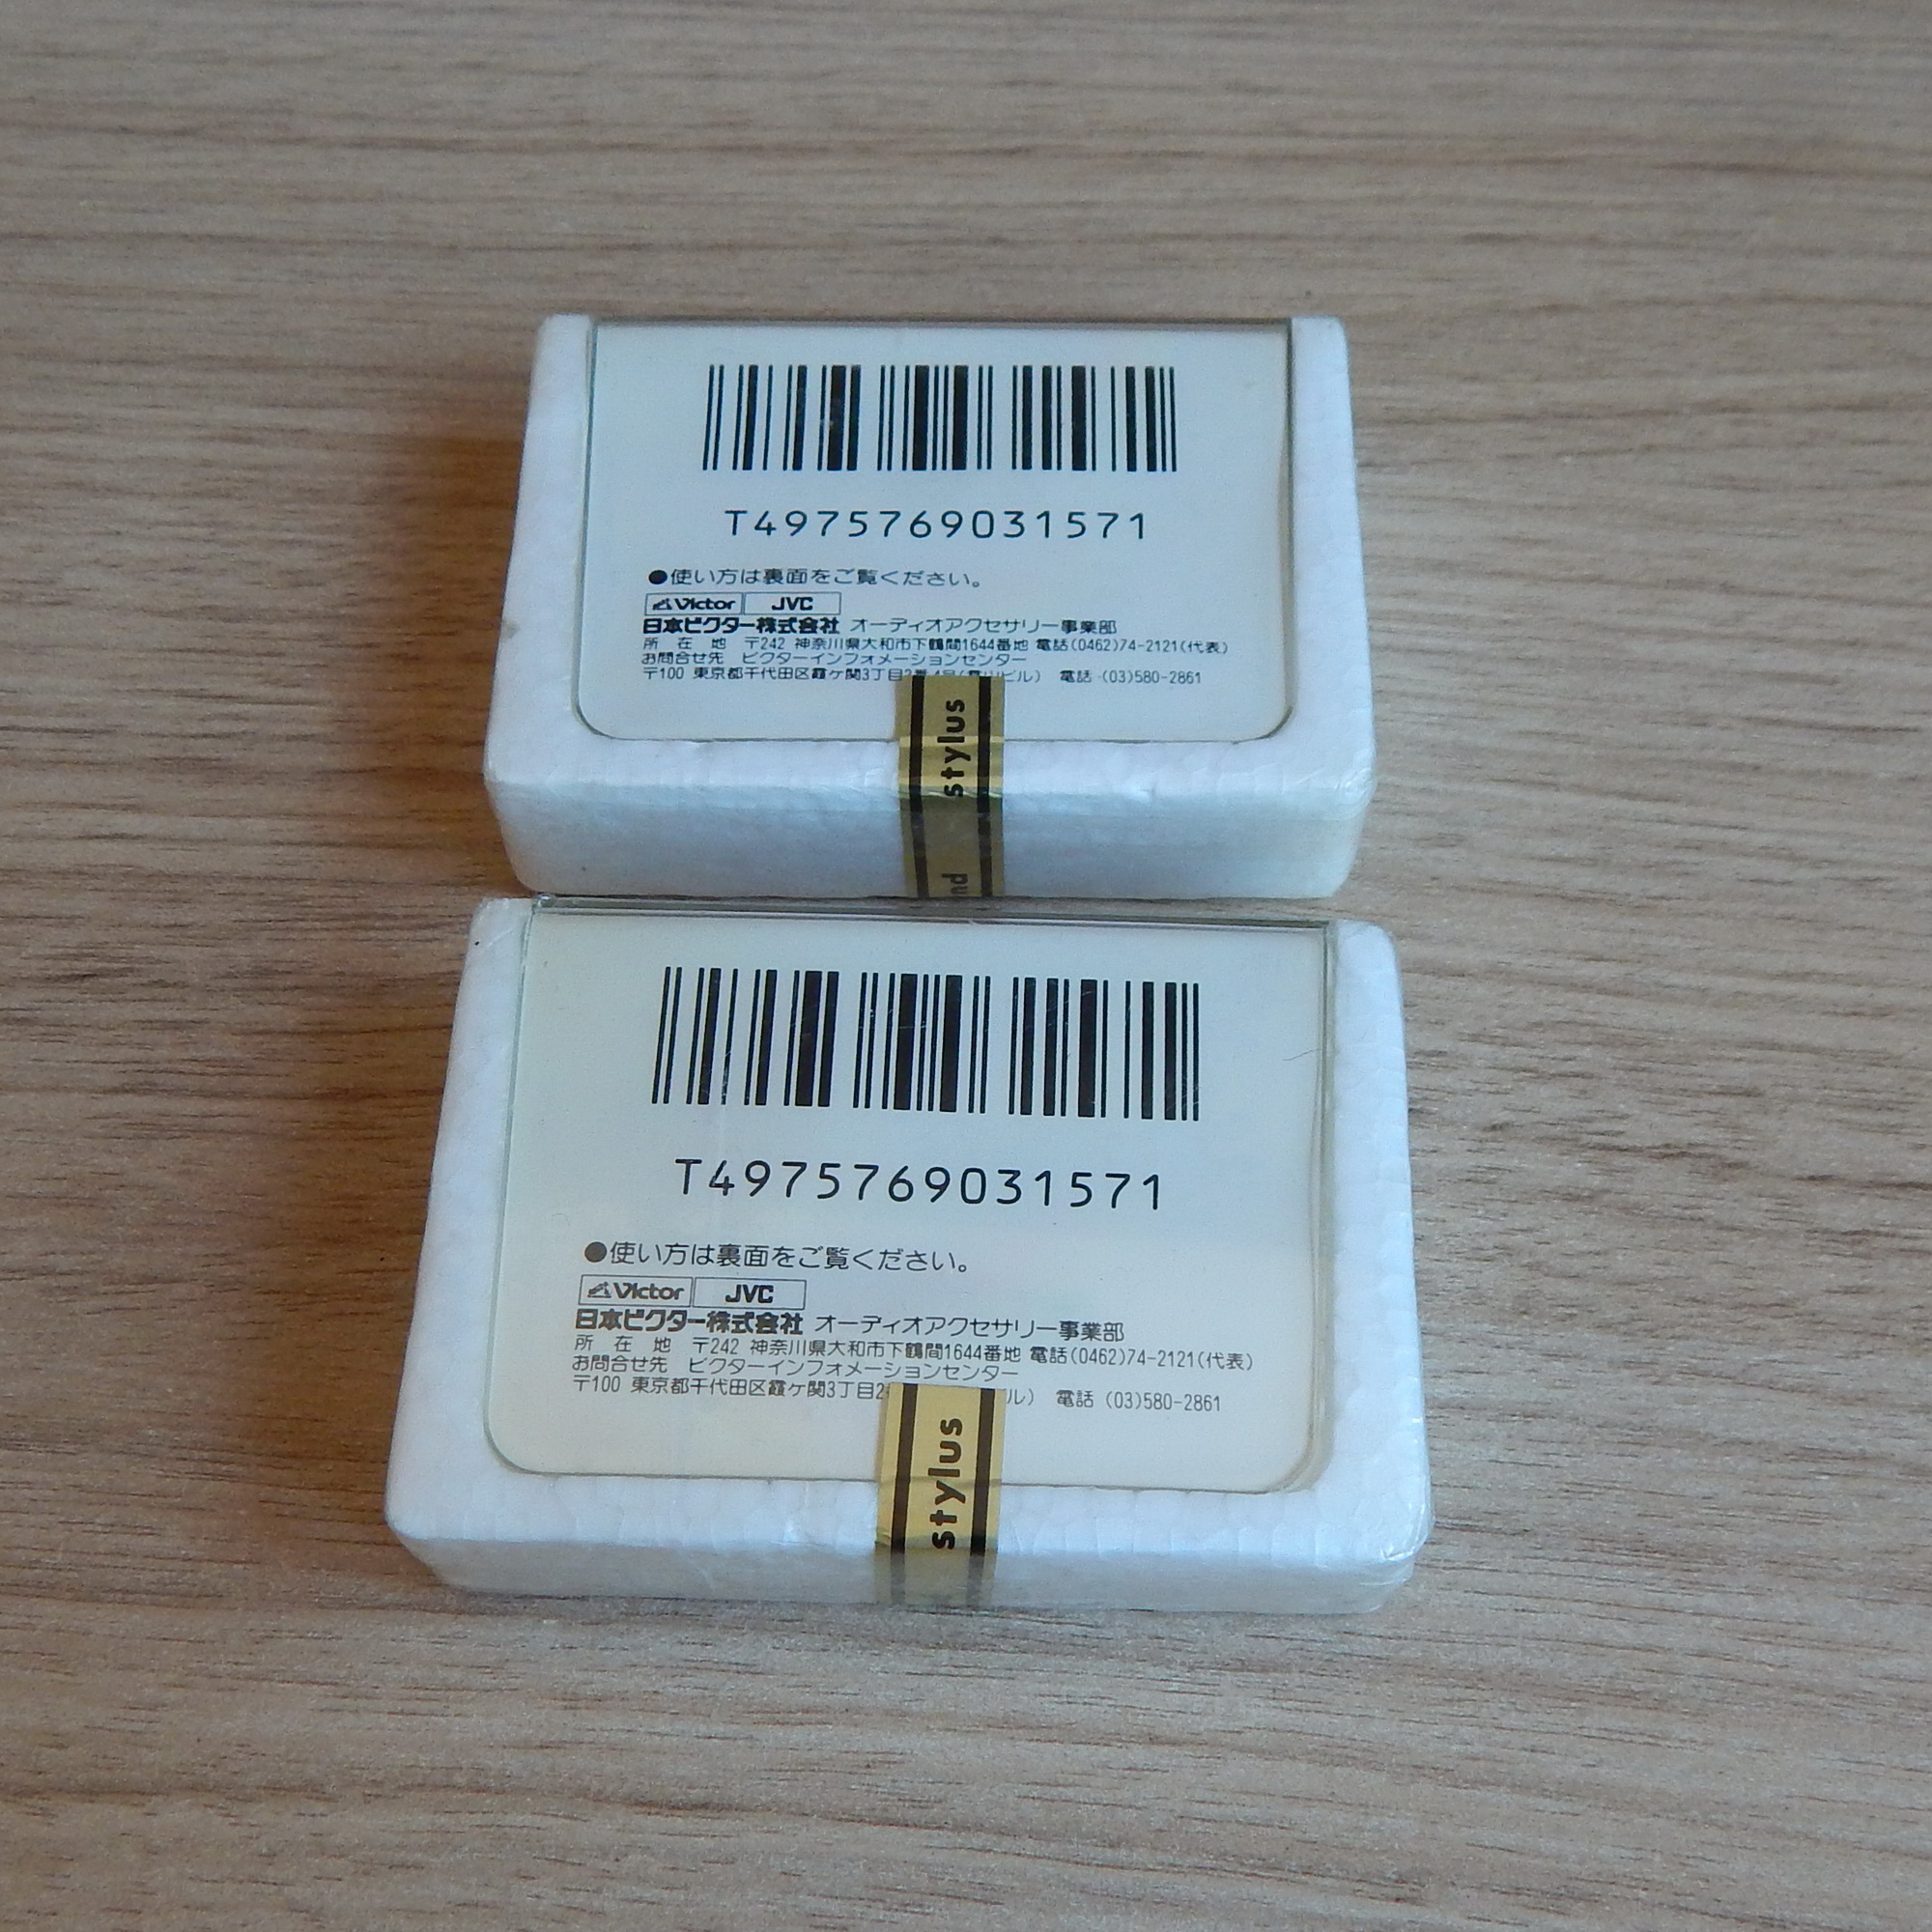 T4975769031571
●使い方は裏面をご覧ください。
Victor JVC
日本ビクター株式会社 オーディオアクセサリー事業部
所 在 地 〒242 神奈川県大和市下鶴間1644番地 電話(0462)74-2121(代表)
お問合せ先 ビクターインフォメーションセンター
〒100 東京都千代田区霞ケ関3丁目2番 ビル) 電話 (03)580-2861
stylus
nd
T4975769031571
●使い方は裏面をご覧ください。
Victor JVC
日本ビクター株式会社 オーディオアクセサリー事業部
所 在 地 〒242 神奈川県大和市下鶴間1644番地 電話(0462)74-2121(代表)
お問合せ先 ビクターインフォメーションセンター
〒100 東京都千代田区霞ケ関3丁目2 ル) 電話 (03)580-2861
stylus